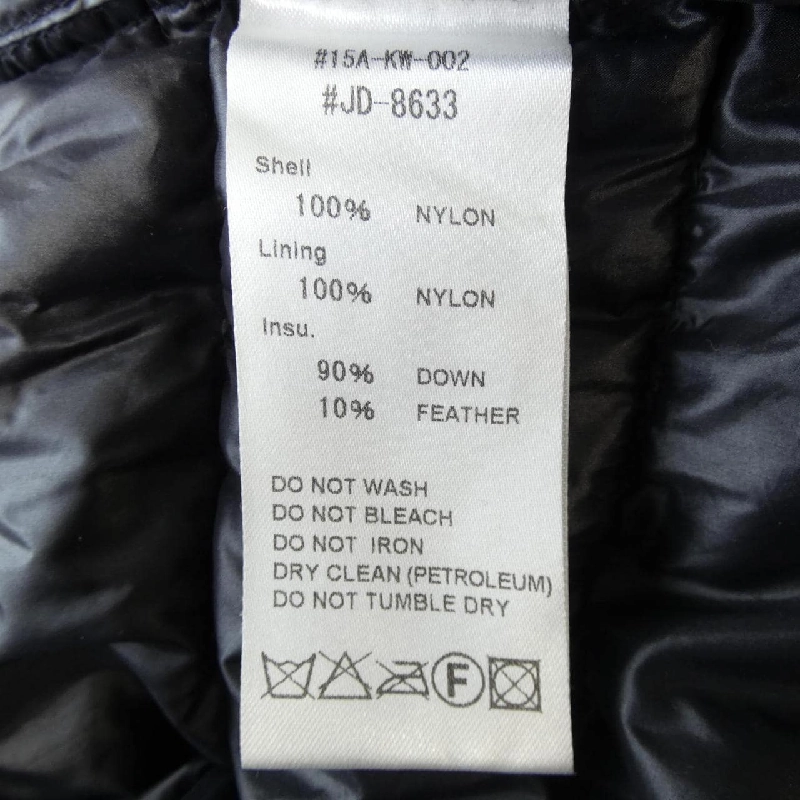 #15A-KW-002
#JD-8633
Shell
100% NYLON
Lining
100% NYLON
Insu.
90% DOWN
10% FEATHER
DO NOT WASH
DO NOT BLEACH
DO NOT IRON
DRY CLEAN (PETROLEUM)
DO NOT TUMBLE DRY
F